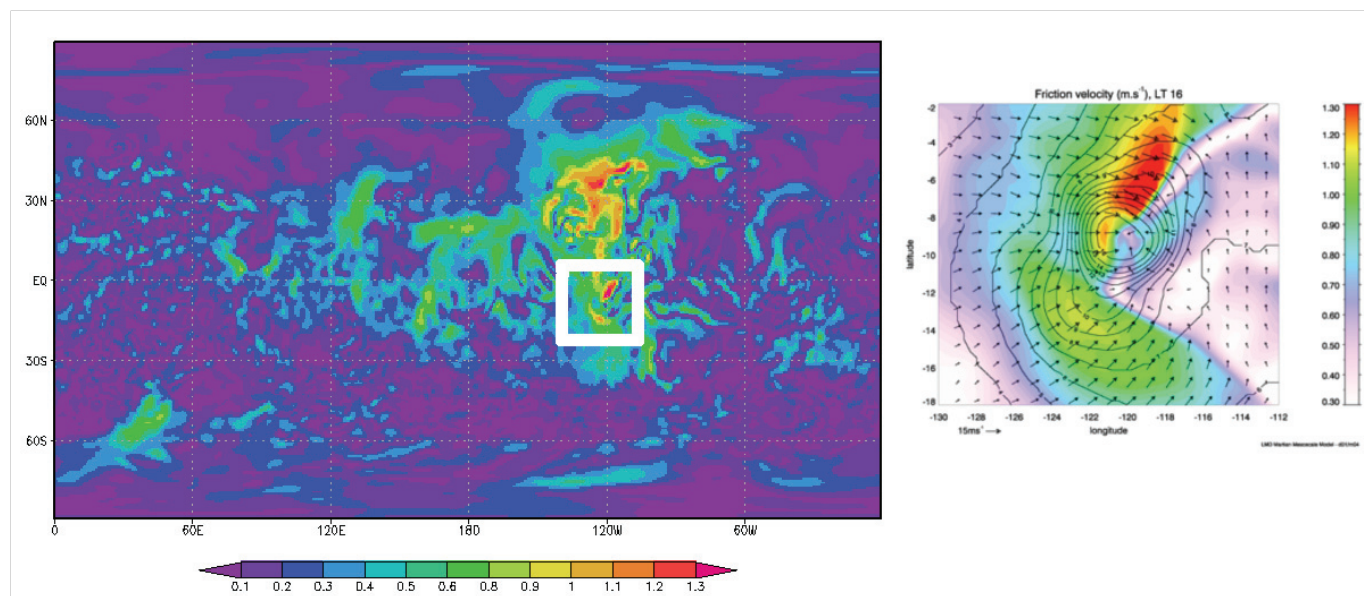 60N
30N
EQ
30S
60S
0
60E
120E
180
120W
60W
0.1 0.2 0.3 0.4 0.5 0.6 0.8 0.9 1 1.1 1.2 1.3
Friction velocity (m.s⁻¹), LT 16
latitude
-2
-4
-6
-8
-10
-12
-14
-16
-18
-130 -128 -126 -124 -122 -120 -118 -116 -114 -112
15ms⁻¹
longitude
1.30
1.20
1.10
1.00
0.90
0.80
0.70
0.60
0.50
0.40
0.30
LMD Martian Mesoscale Model